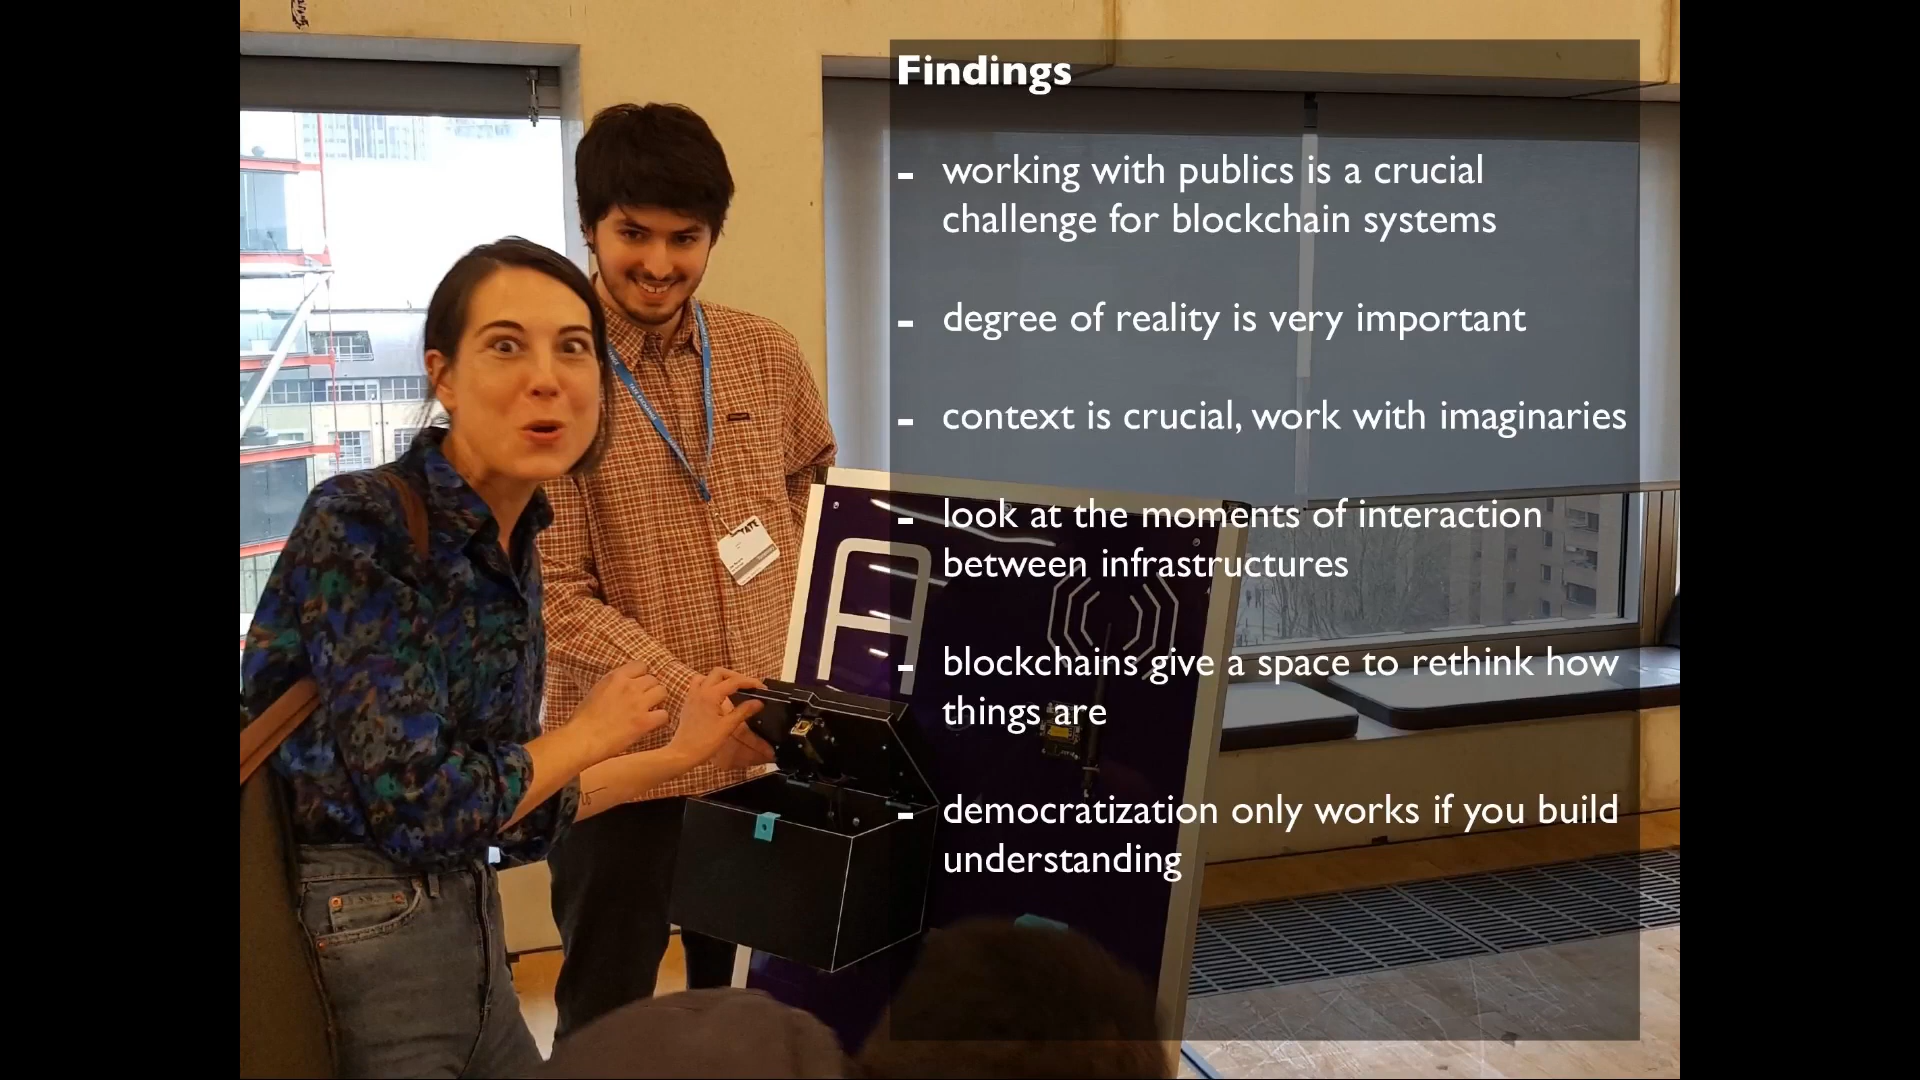 Findings
- working with publics is a crucial
challenge for blockchain systems
- degree of reality is very important
- context is crucial, work with imaginaries
- look at the moments of interaction
between infrastructures
- blockchains give a space to rethink how
things are
- democratization only works if you build
understanding
TATE
A